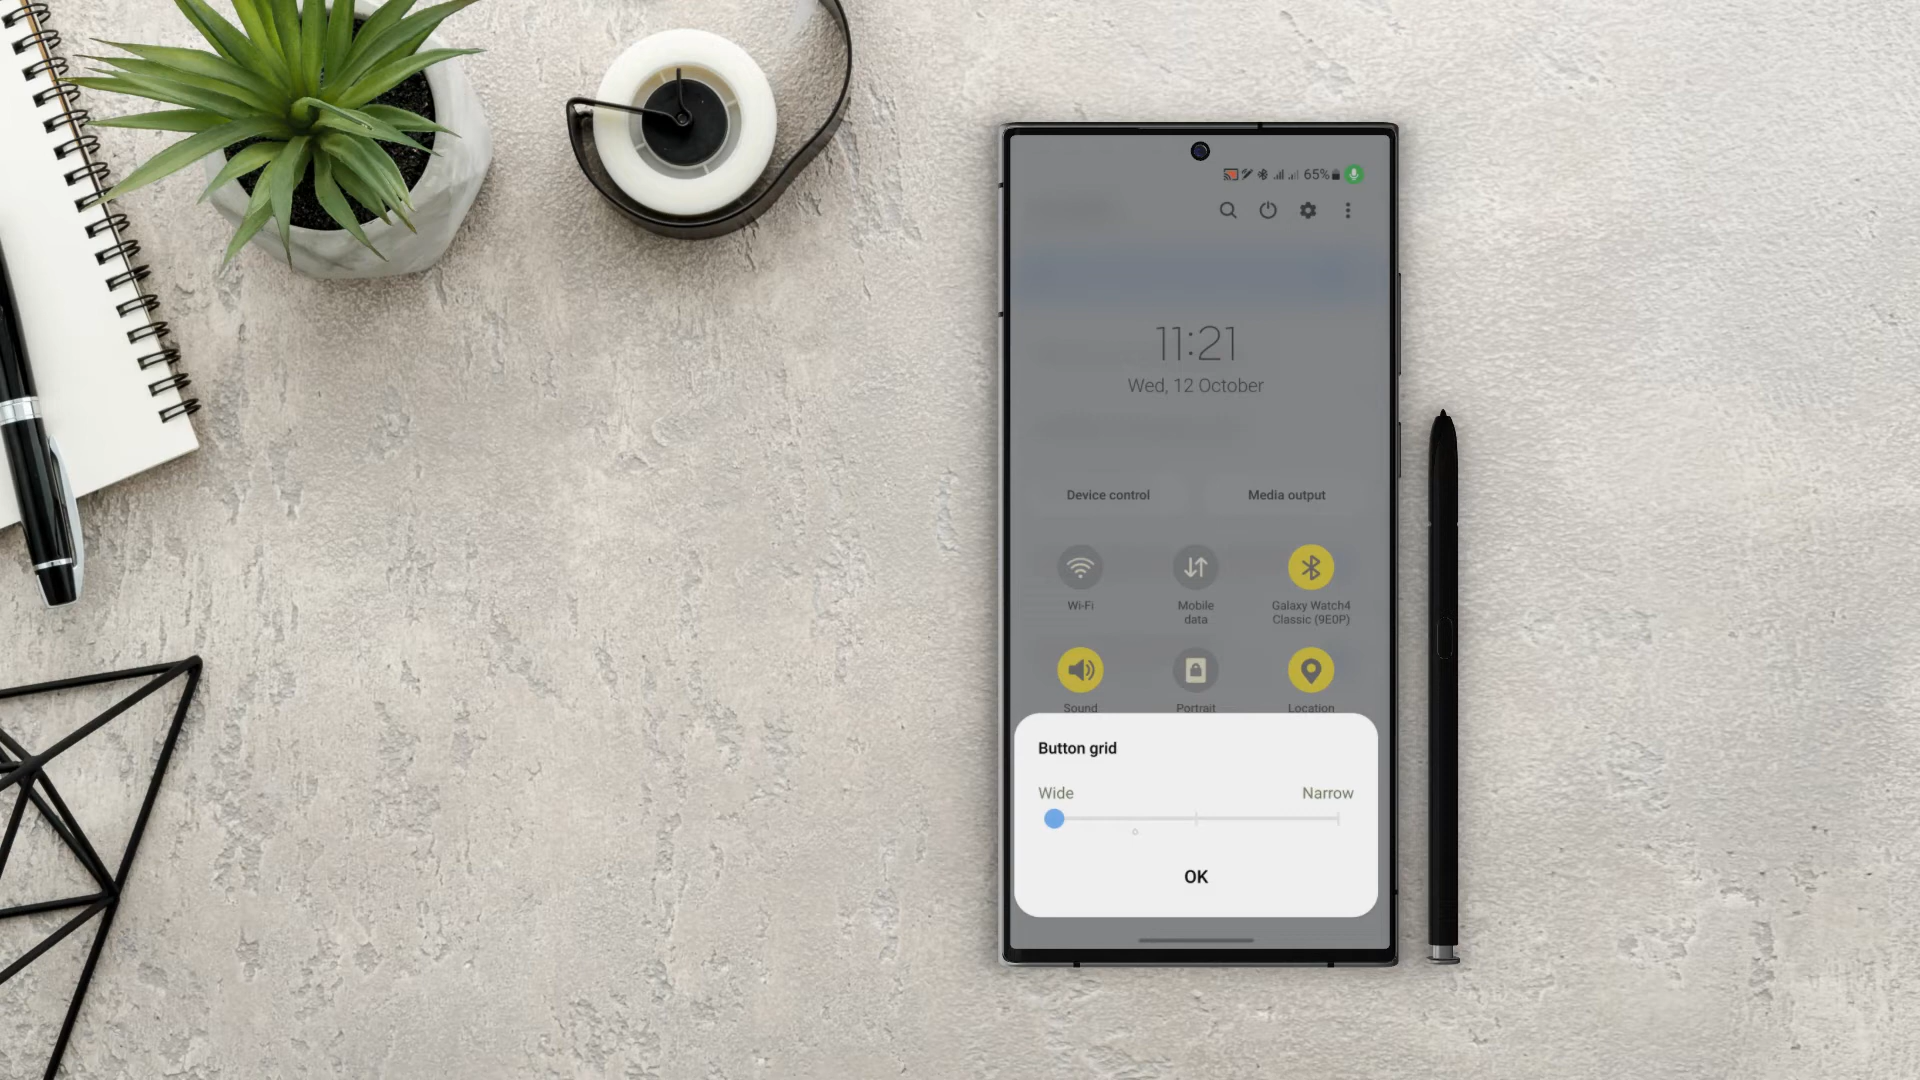 65%
11:21
Wed, 12 October
Device control
Media output
Wi-Fi
Mobile
data
Galaxy Watch4
Classic (9E0P)
Sound
Portrait
Location
Button grid
Wide
Narrow
OK